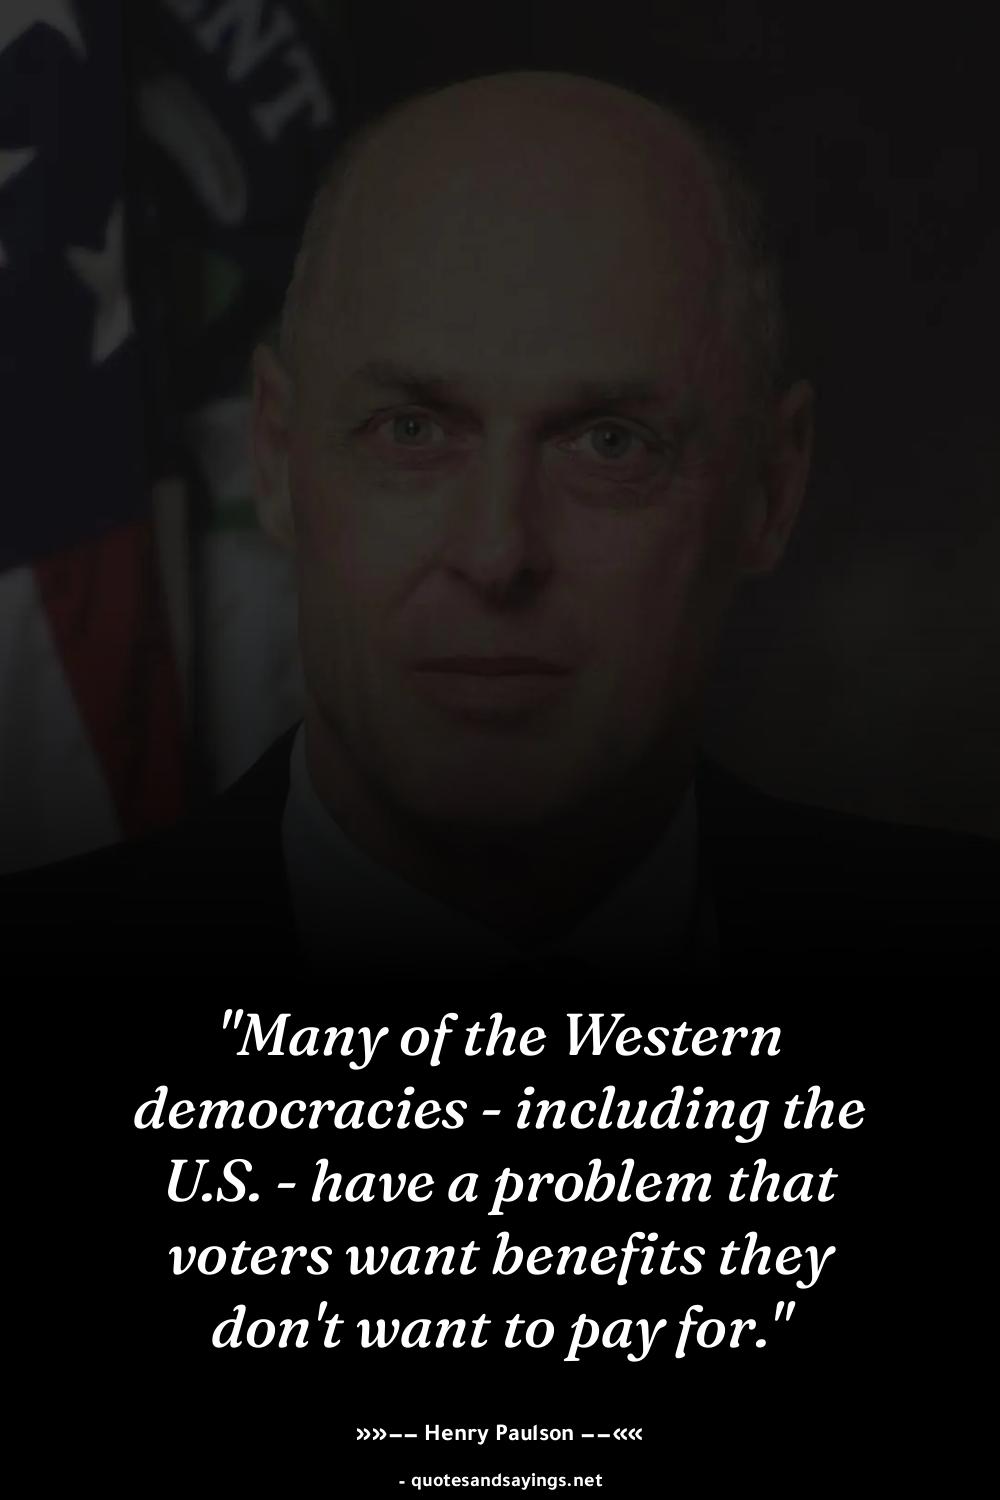 ENT
"Many of the Western
democracies - including the
U.S. - have a problem that
voters want benefits they
don't want to pay for."
»»−− Henry Paulson −−««
- quotesandsayings.net